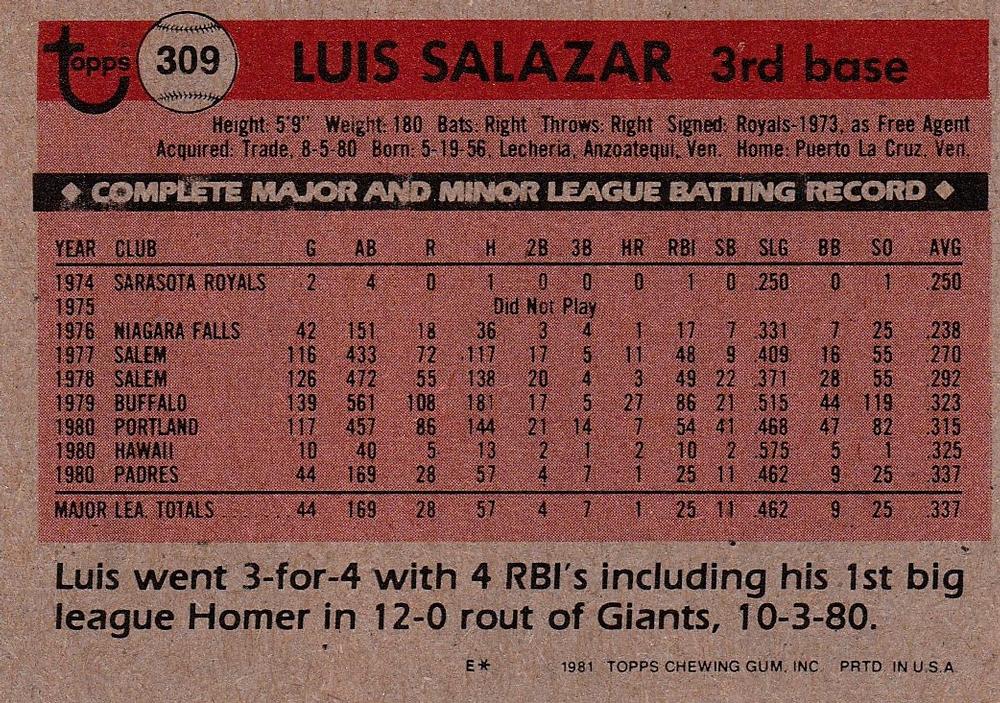 topps 309 LUIS SALAZAR 3rd base
Height: 5'9" Weight: 180 Bats: Right Throws: Right Signed: Royals-1973, as Free Agent
Acquired: Trade, 8-5-80 Born: 5-19-56, Lecheria, Anzoatequi, Ven. Home: Puerto La Cruz, Ven.
COMPLETE MAJOR AND MINOR LEAGUE BATTING RECORD
YEAR CLUB G AB R H 2B 3B HR RBI SB SLG BB SO AVG
1974 SARASOTA ROYALS 2 4 0 1 0 0 0 1 0 .250 0 1 .250
1975 Did Not Play
1976 NIAGARA FALLS 42 151 18 36 3 4 1 17 7 .331 7 25 .238
1977 SALEM 116 433 72 117 17 5 11 48 9 .409 16 55 .270
1978 SALEM 126 472 55 138 20 4 3 49 22 .371 28 55 .292
1979 BUFFALO 139 561 108 181 17 5 27 86 21 .515 44 119 .323
1980 PORTLAND 117 457 86 144 21 14 7 54 41 .468 47 82 .315
1980 HAWAII 10 40 5 13 2 1 2 10 2 .575 5 1 .325
1980 PADRES 44 169 28 57 4 7 1 25 11 .462 9 25 .337
MAJOR LEA. TOTALS 44 169 28 57 4 7 1 25 11 .462 9 25 .337
Luis went 3-for-4 with 4 RBI's including his 1st big
league Homer in 12-0 rout of Giants, 10-3-80.
E* 1981 TOPPS CHEWING GUM, INC. PRTD. IN U.S.A.